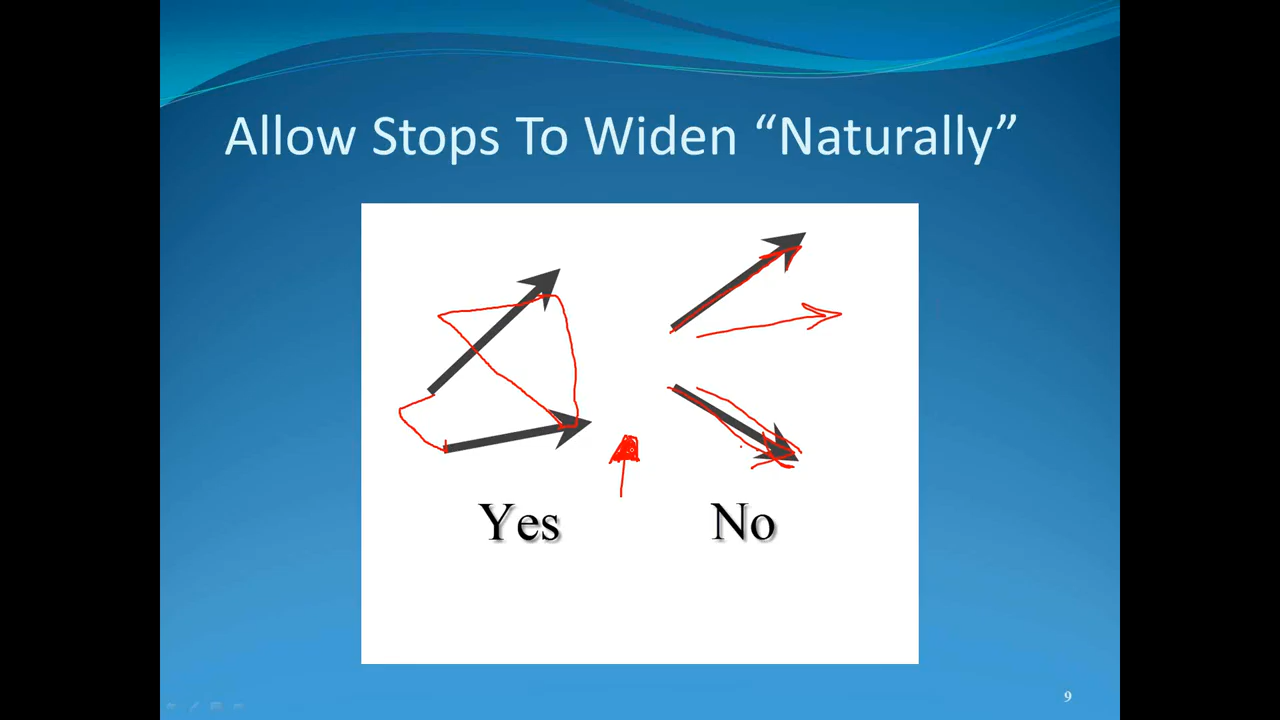 Allow Stops To Widen “Naturally”
Yes
No
9